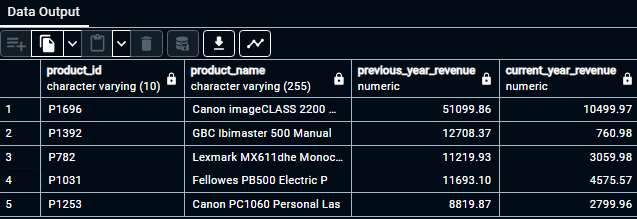 Data Output
product_id product_name previous_year_revenue current_year_revenue
character varying (10) character varying (255) numeric numeric
1 P1696 Canon imageCLASS 2200 ... 51099.86 10499.97
2 P1392 GBC Ibimaster 500 Manual 12708.37 760.98
3 P782 Lexmark MX611dhe Monoc... 11219.93 3059.98
4 P1031 Fellowes PB500 Electric P 11693.10 4575.57
5 P1253 Canon PC1060 Personal Las 8819.87 2799.96